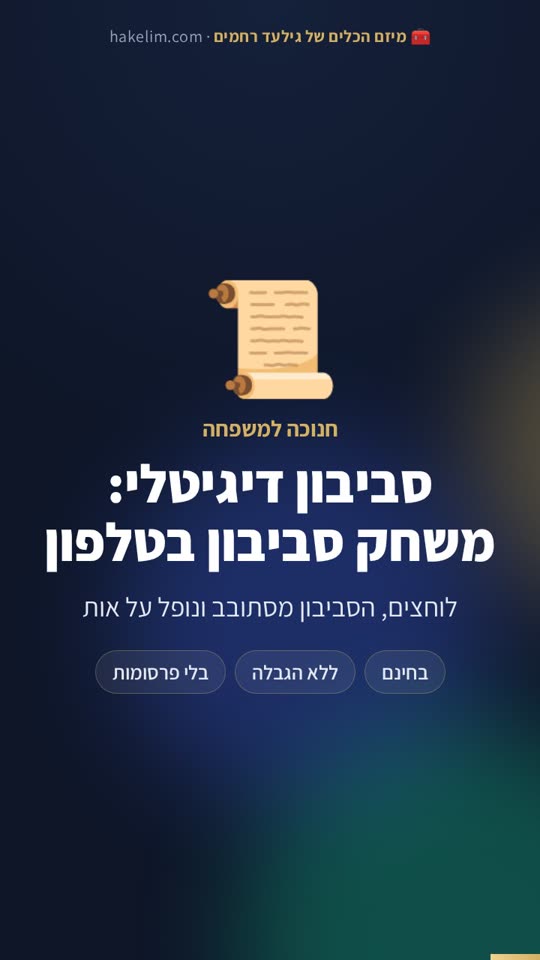 🧰 מיזם הכלים של גילעד רחמים · hakelim.com
חנוכה למשפחה
סביבון דיגיטלי:
משחק סביבון בטלפון
לוחצים, הסביבון מסתובב ונופל על אות
בחינם
ללא הגבלה
בלי פרסומות